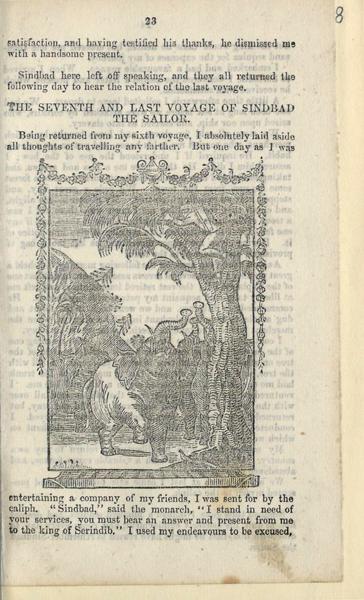 23
8
satisfaction, and having testified his thanks, he dismissed me
with a handsome present.
Sindbad here left off speaking, and they all returned the
following day to hear the relation of the last voyage.
THE SEVENTH AND LAST VOYAGE OF SINDBAD
THE SAILOR.
Being returned from my sixth voyage, I absolutely laid aside
all thoughts of travelling any farther. But one day as I was
entertaining a company of my friends, I was sent for by the
caliph. "Sindbad," said the monarch, "I stand in need of
your services, you must bear an answer and present from me
to the king of Serindib." I used my endeavours to be excused,